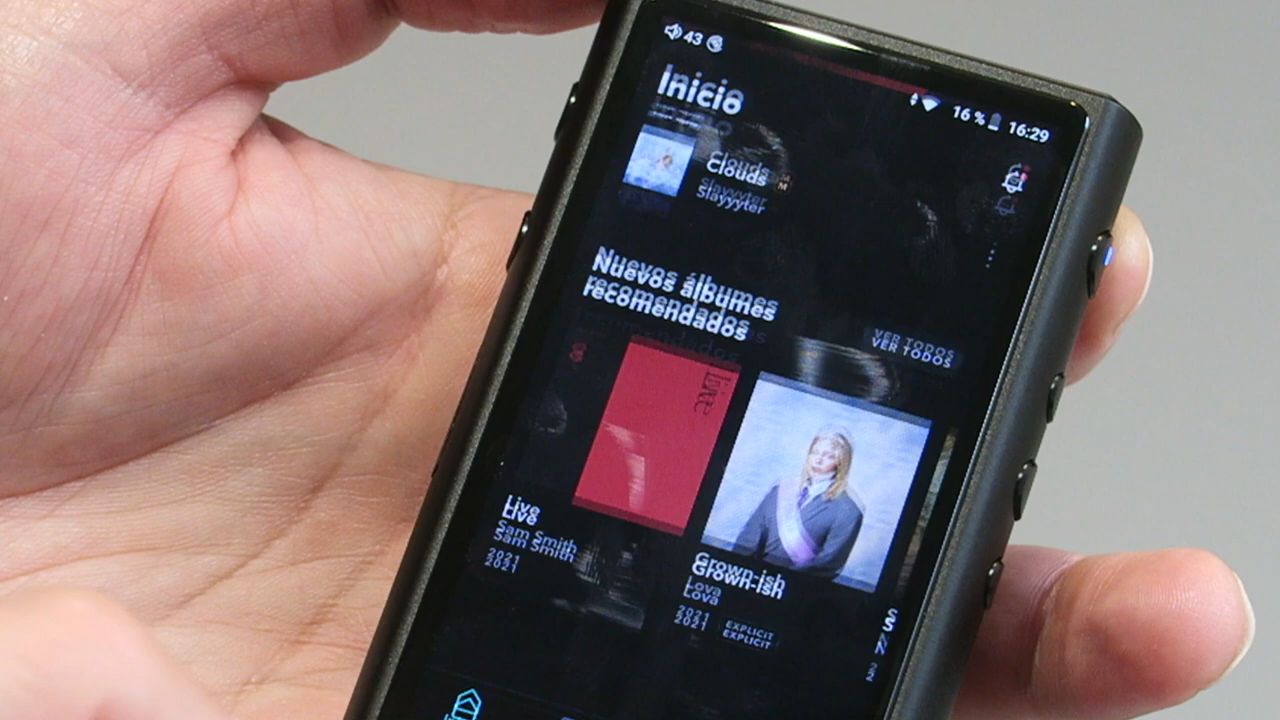 43
16 % 16:29
Inicio
Clouds
Slayyyter
Nuevos álbumes
recomendados
VER TODOS
Live
Live
Sam Smith
2021
Grown-ish
Lova
2021 EXPLICIT